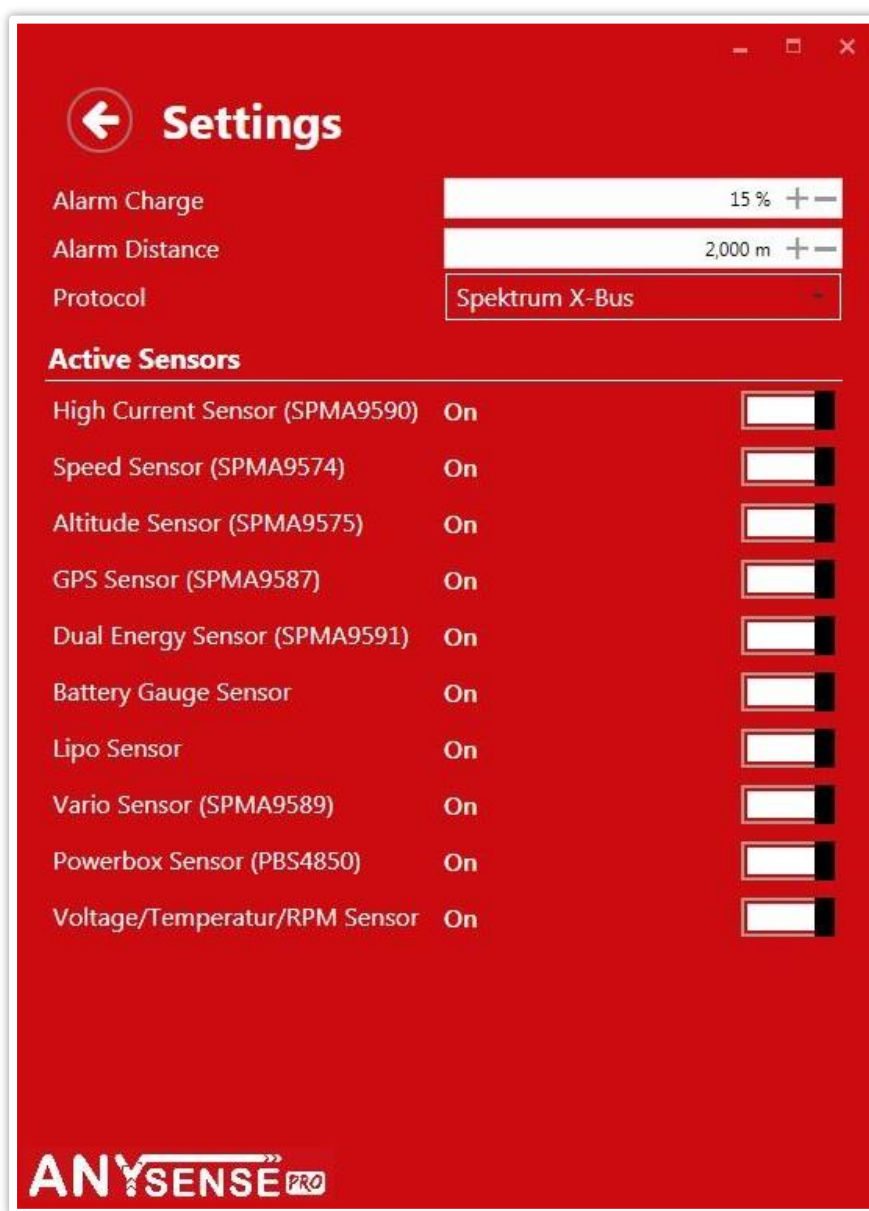 Settings
Alarm Charge 15 %
Alarm Distance 2,000 m
Protocol Spektrum X-Bus
Active Sensors
High Current Sensor (SPMA9590) On
Speed Sensor (SPMA9574) On
Altitude Sensor (SPMA9575) On
GPS Sensor (SPMA9587) On
Dual Energy Sensor (SPMA9591) On
Battery Gauge Sensor On
Lipo Sensor On
Vario Sensor (SPMA9589) On
Powerbox Sensor (PBS4850) On
Voltage/Temperatur/RPM Sensor On
ANYSENSE PRO